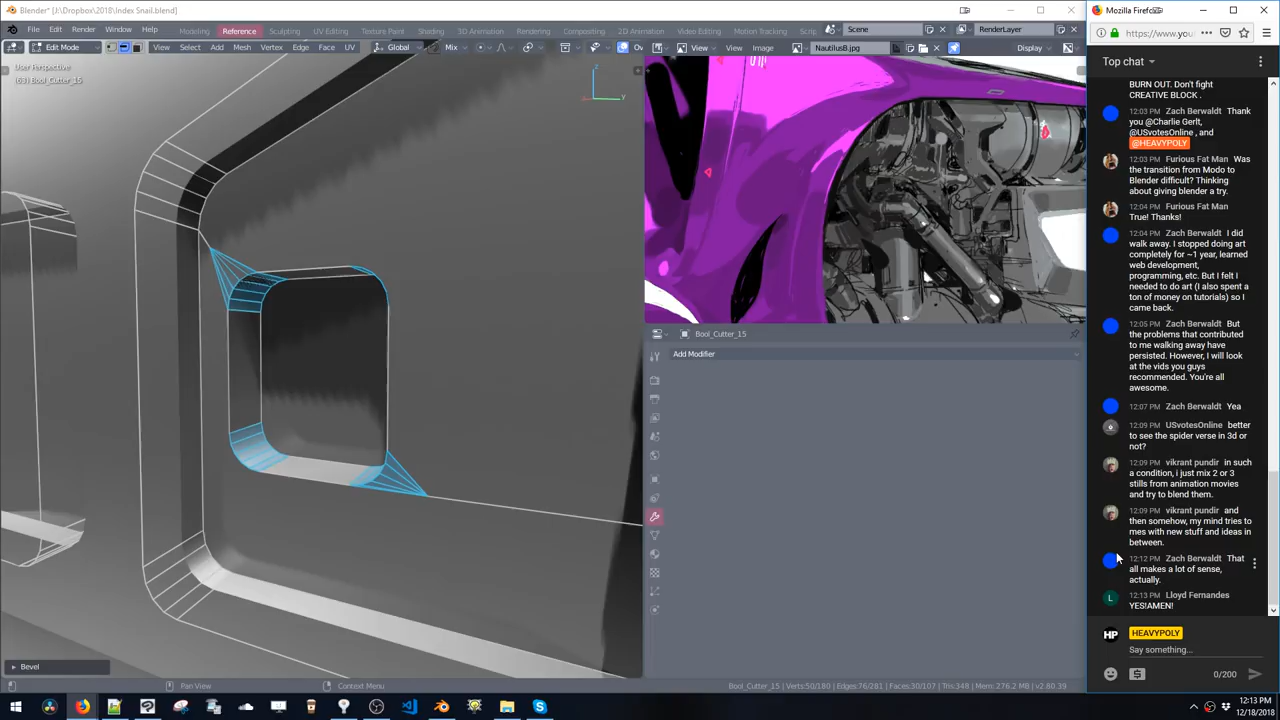 Blender* [J:\Dropbox\2018\Index Snail.blend]
File Edit Render Window Help Modeling Reference Sculpting UV Editing Texture Paint Shading 3D Animation Rendering Compositing Video Editing Motion Tracking Scrip Scene RenderLayer
Edit Mode View Select Add Mesh Vertex Edge Face UV Global Mix Ov View View Image NautilusB.jpg Display
User Perspective
(63) Bool_Cutter_15
z
y
Bool_Cutter_15
Add Modifier
Bevel
Pan View Context Menu Bool_Cutter_15 | Verts:50/180 | Edges:76/281 | Faces:30/107 | Tris:348 | Mem: 276.2 MB | v2.80.39
Mozilla Firef
https://www.you
Top chat
BURN OUT. Don't fight
CREATIVE BLOCK .
12:03 PM Zach Berwaldt Thank
you @Charlie Gerlt,
@USvotesOnline , and
@HEAVYPOLY
12:03 PM Furious Fat Man Was
the transition from Modo to
Blender difficult? Thinking
about giving blender a try.
12:04 PM Furious Fat Man
True! Thanks!
12:04 PM Zach Berwaldt I did
walk away. I stopped doing art
completely for ~1 year, learned
web development,
programming, etc. But I felt I
needed to do art (I also spent a
ton of money on tutorials) so I
came back.
12:05 PM Zach Berwaldt But
the problems that contributed
to me walking away have
persisted. However, I will look
at the vids you guys
recommended. You're all
awesome.
12:07 PM Zach Berwaldt Yea
12:09 PM USvotesOnline better
to see the spider verse in 3d or
not?
12:09 PM vikrant pundir in such
a condition, i just mix 2 or 3
stills from animation movies
and try to blend them.
12:09 PM vikrant pundir and
then somehow, my mind tries to
mes with new stuff and ideas in
between.
12:12 PM Zach Berwaldt That
all makes a lot of sense,
actually.
L 12:13 PM Lloyd Fernandes
YES!AMEN!
HP HEAVYPOLY
Say something...
0/200
12:13 PM
12/18/2018